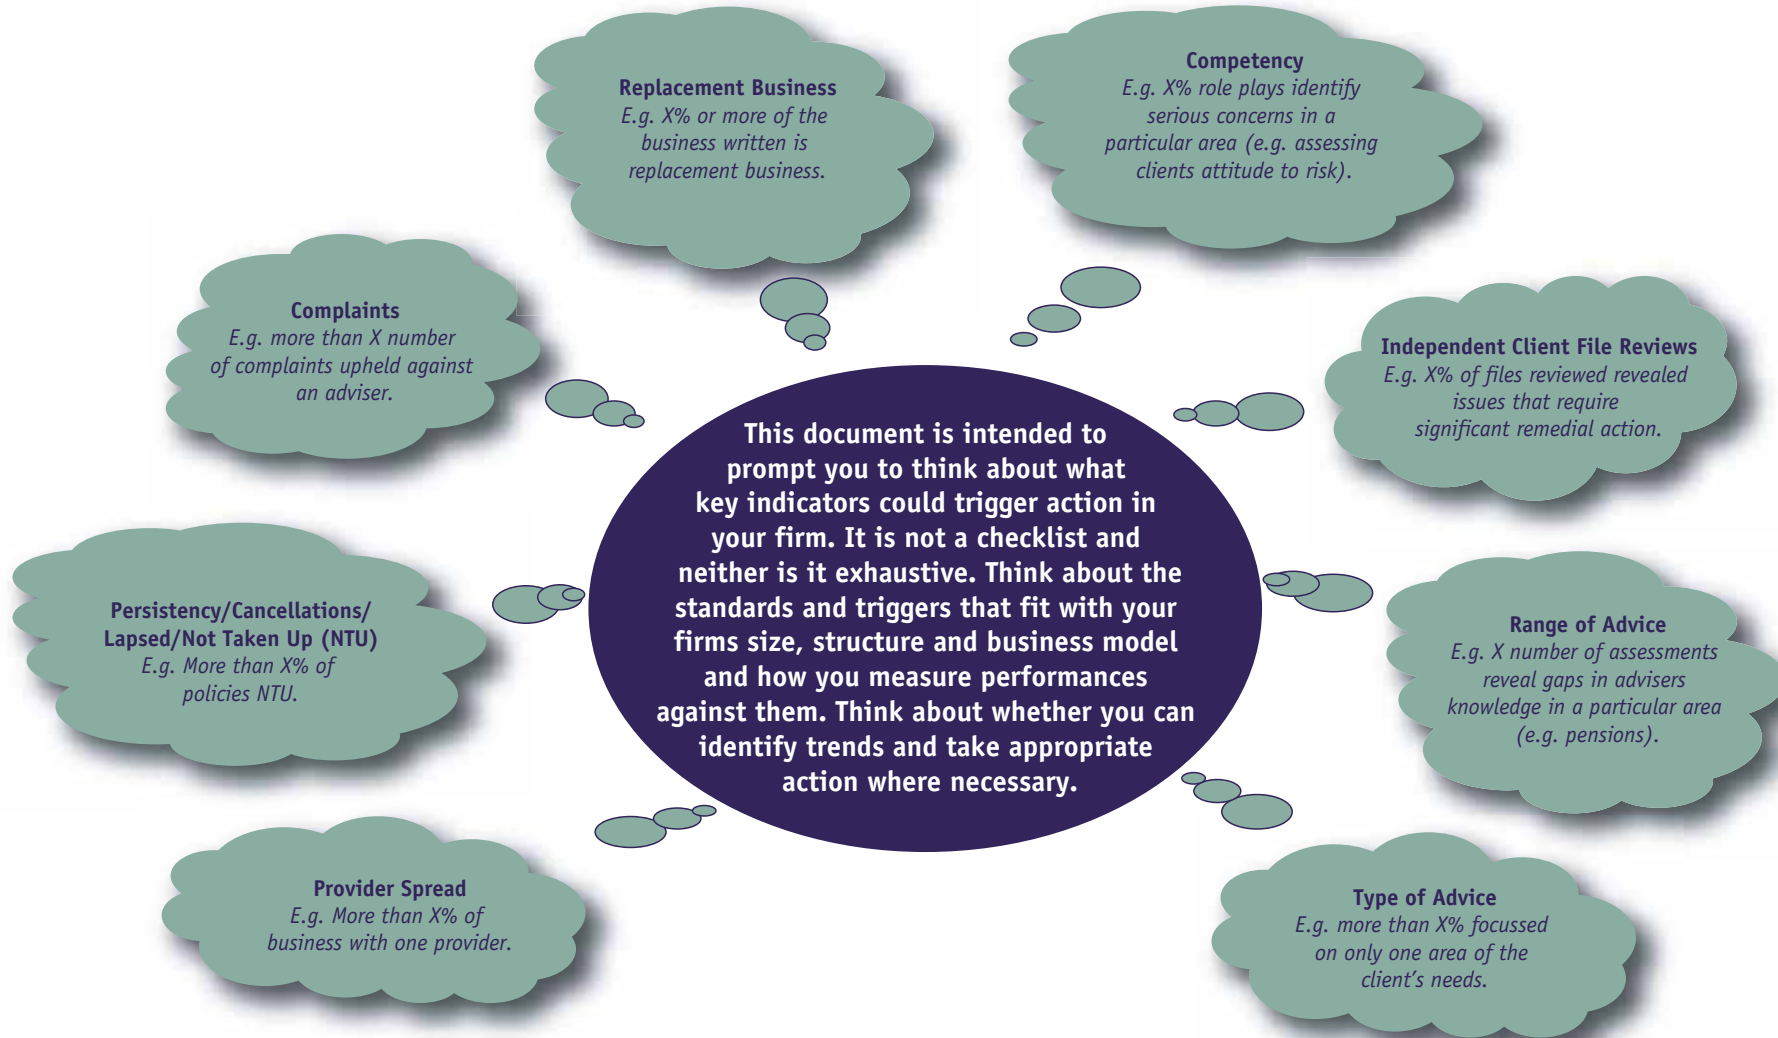 Replacement Business
E.g. X% or more of the
business written is
replacement business.
Competency
E.g. X% role plays identify
serious concerns in a
particular area (e.g. assessing
clients attitude to risk).
Complaints
E.g. more than X number
of complaints upheld against
an adviser.
Independent Client File Reviews
E.g. X% of files reviewed revealed
issues that require
significant remedial action.
This document is intended to
prompt you to think about what
key indicators could trigger action in
your firm. It is not a checklist and
neither is it exhaustive. Think about the
standards and triggers that fit with your
firms size, structure and business model
and how you measure performances
against them. Think about whether you can
identify trends and take appropriate
action where necessary.
Persistency/Cancellations/
Lapsed/Not Taken Up (NTU)
E.g. More than X% of
policies NTU.
Range of Advice
E.g. X number of assessments
reveal gaps in advisers
knowledge in a particular area
(e.g. pensions).
Provider Spread
E.g. More than X% of
business with one provider.
Type of Advice
E.g. more than X% focussed
on only one area of the
client's needs.